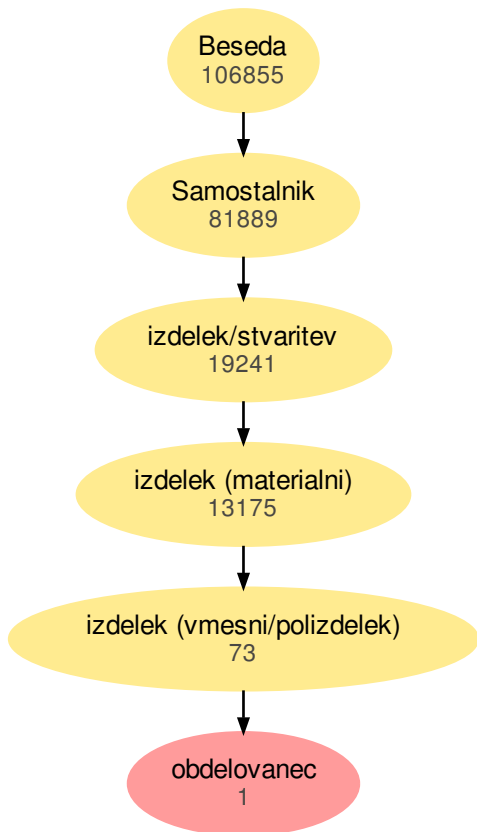 Beseda
106855
Samostalnik
81889
izdelek/stvaritev
19241
izdelek (materialni)
13175
izdelek (vmesni/polizdelek)
73
obdelovanec
1